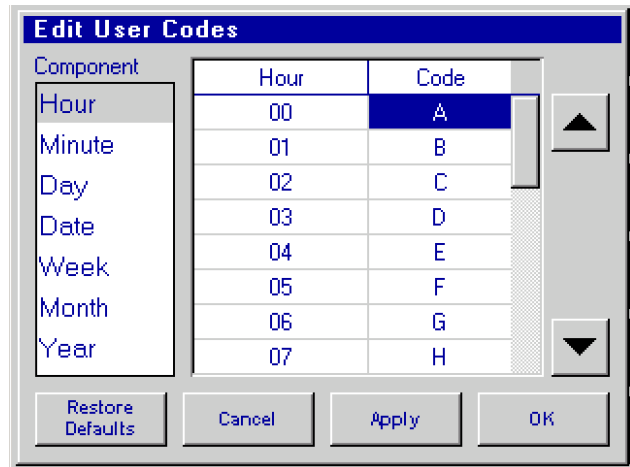 Edit User Codes
Component
Hour
Minute
Day
Date
Week
Month
Year
Hour Code
00 A
01 B
02 C
03 D
04 E
05 F
06 G
07 H
Restore
Defaults
Cancel
Apply
OK